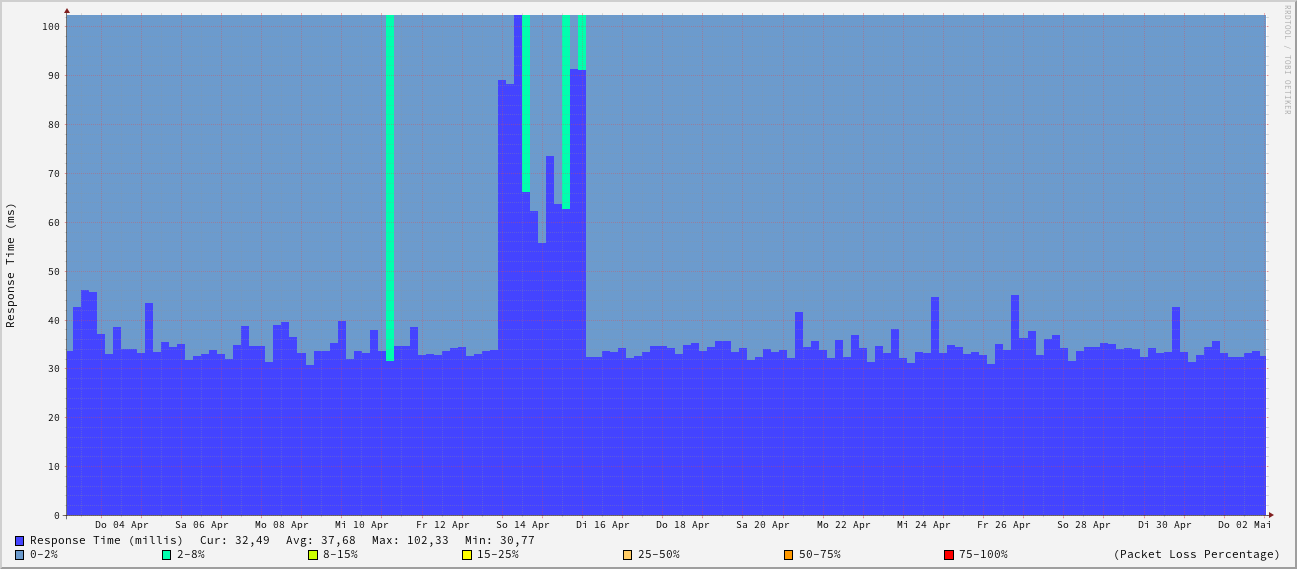 RRDTOOL / TOBI OETIKER
Response Time (ms)
100
90
80
70
60
50
40
30
20
10
0
Do 04 Apr Sa 06 Apr Mo 08 Apr Mi 10 Apr Fr 12 Apr So 14 Apr Di 16 Apr Do 18 Apr Sa 20 Apr Mo 22 Apr Mi 24 Apr Fr 26 Apr So 28 Apr Di 30 Apr Do 02 Mai
Response Time (millis) Cur: 32,49 Avg: 37,68 Max: 102,33 Min: 30,77
0-2% 2-8% 8-15% 15-25% 25-50% 50-75% 75-100% (Packet Loss Percentage)